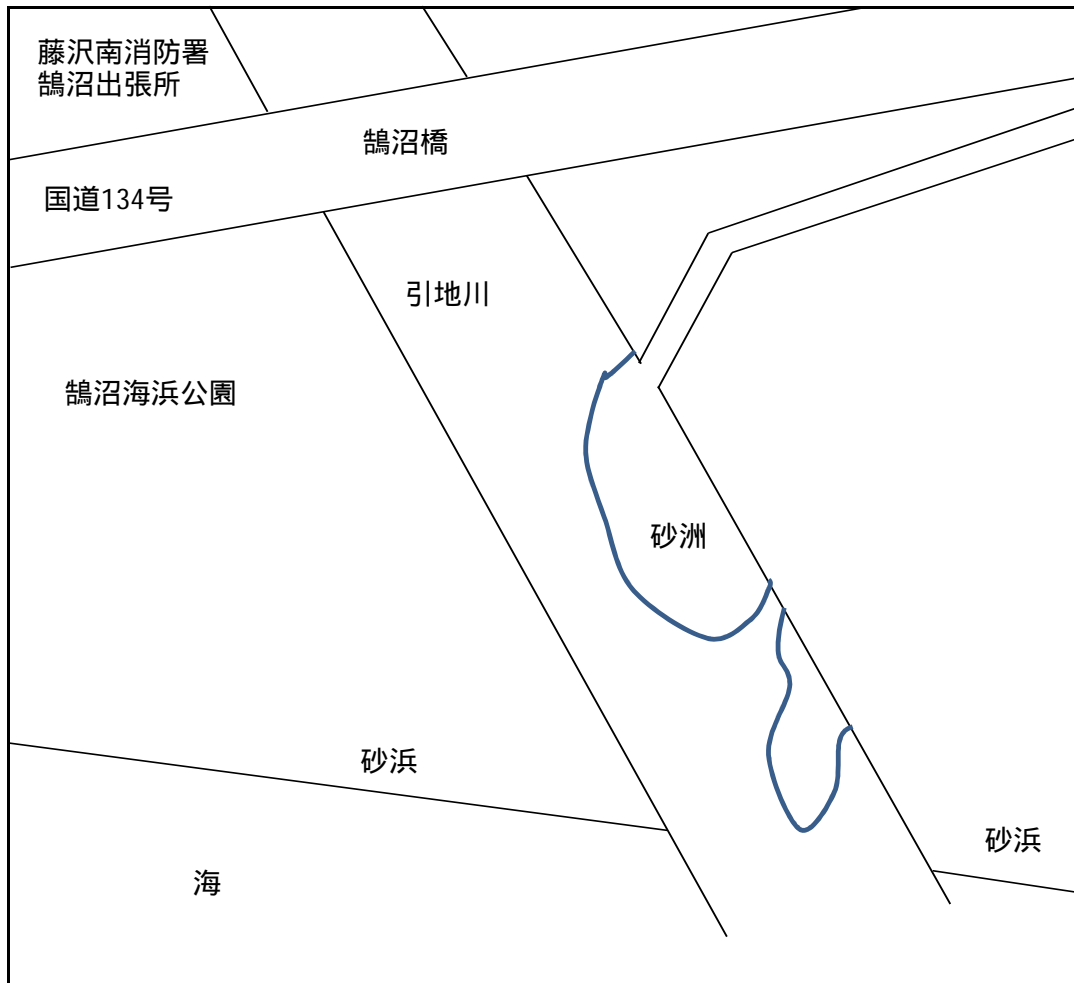 藤沢南消防署
鵠沼出張所
鵠沼橋
国道134号
引地川
鵠沼海浜公園
砂洲
砂浜
砂浜
海